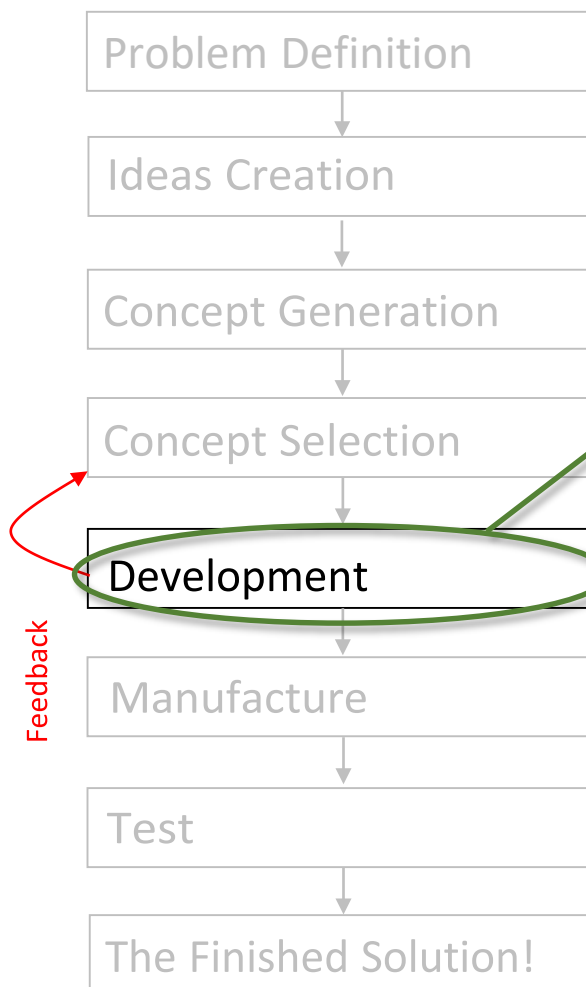 Problem Definition
Ideas Creation
Concept Generation
Concept Selection
Development
Feedback
Manufacture
Test
The Finished Solution!